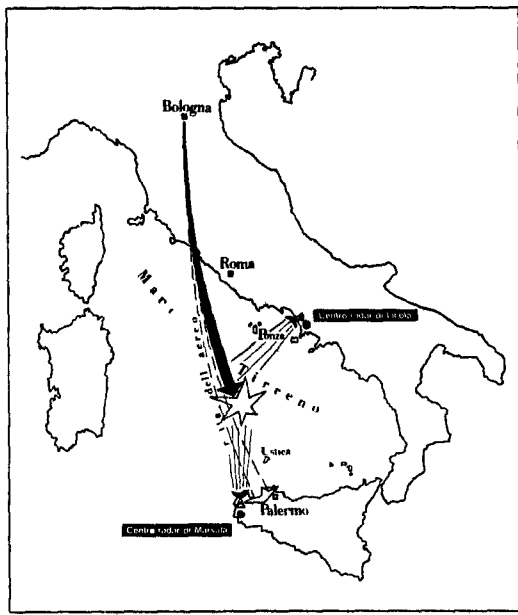 Bologna
Roma
Mar
Tirreno
dell aereo
Ponza
Centro radar di Licola
Ustica
Palermo
Centro radar di Marsala